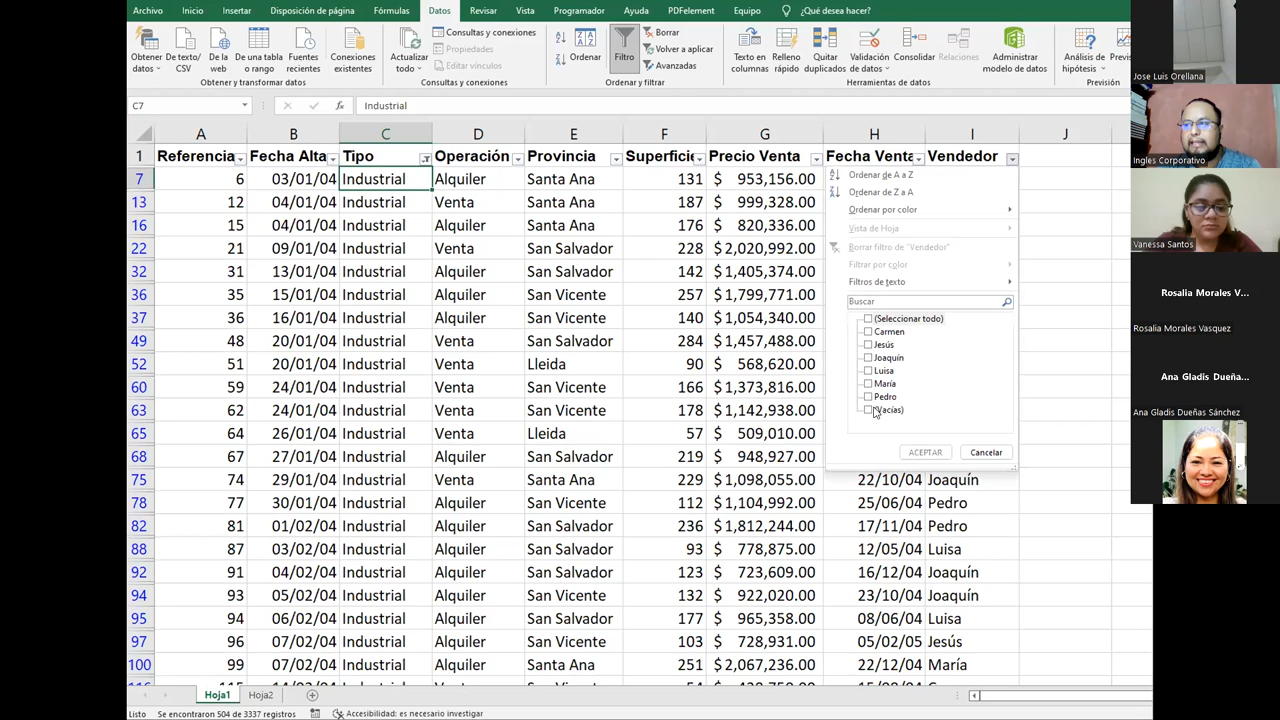 Archivo Inicio Insertar Disposición de página Fórmulas Datos Revisar Vista Programador Ayuda PDFelement Equipo ¿Qué desea hacer?
Obtener datos De texto/ CSV De la web De una tabla o rango Fuentes recientes Conexiones existentes Actualizar todo Consultas y conexiones Propiedades Editar vínculos Ordenar Filtro Borrar Volver a aplicar Avanzadas Texto en columnas Relleno rápido Quitar duplicados Validación de datos Consolidar Relaciones Administrar modelo de datos Análisis de hipótesis
Obtener y transformar datos Consultas y conexiones Ordenar y filtrar Herramientas de datos Previsión
C7 Industrial
A B C D E F G H I J
1 Referencia Fecha Alta Tipo Operación Provincia Superficie Precio Venta Fecha Venta Vendedor
7 6 03/01/04 Industrial Alquiler Santa Ana 131 $ 953,156.00
13 12 04/01/04 Industrial Venta Santa Ana 187 $ 999,328.00
16 15 04/01/04 Industrial Alquiler Santa Ana 176 $ 820,336.00
22 21 09/01/04 Industrial Venta San Salvador 228 $ 2,020,992.00
32 31 13/01/04 Industrial Alquiler San Salvador 142 $ 1,405,374.00
36 35 15/01/04 Industrial Alquiler San Vicente 257 $ 1,799,771.00
37 36 16/01/04 Industrial Alquiler San Vicente 140 $ 1,054,340.00
49 48 20/01/04 Industrial Venta San Salvador 284 $ 1,457,488.00
52 51 20/01/04 Industrial Venta Lleida 90 $ 568,620.00
60 59 24/01/04 Industrial Venta San Vicente 166 $ 1,373,816.00
63 62 24/01/04 Industrial Venta San Vicente 178 $ 1,142,938.00
65 64 26/01/04 Industrial Venta Lleida 57 $ 509,010.00
68 67 27/01/04 Industrial Alquiler San Salvador 219 $ 948,927.00
75 74 29/01/04 Industrial Venta Santa Ana 229 $ 1,098,055.00 22/10/04 Joaquín
78 77 30/01/04 Industrial Alquiler San Vicente 112 $ 1,104,992.00 25/06/04 Pedro
82 81 01/02/04 Industrial Alquiler San Salvador 236 $ 1,812,244.00 17/11/04 Pedro
88 87 03/02/04 Industrial Alquiler San Salvador 93 $ 778,875.00 12/05/04 Luisa
92 91 04/02/04 Industrial Alquiler San Salvador 123 $ 723,609.00 16/12/04 Joaquín
94 93 05/02/04 Industrial Alquiler San Vicente 132 $ 922,020.00 23/10/04 Joaquín
95 94 06/02/04 Industrial Alquiler San Salvador 177 $ 965,358.00 08/06/04 Luisa
97 96 07/02/04 Industrial Alquiler San Vicente 103 $ 728,931.00 05/02/05 Jesús
100 99 07/02/04 Industrial Alquiler Santa Ana 251 $ 2,067,236.00 22/12/04 María
Ordenar de A a Z
Ordenar de Z a A
Ordenar por color
Vista de Hoja
Borrar filtro de "Vendedor"
Filtrar por color
Filtros de texto
Buscar
(Seleccionar todo)
Carmen
Jesús
Joaquín
Luisa
María
Pedro
(Vacías)
ACEPTAR Cancelar
Hoja1 Hoja2
Listo Se encontraron 504 de 3337 registros Accesibilidad: es necesario investigar
Jose Luis Orellana
Ingles Corporativo
Vanessa Santos
Rosalia Morales V...
Rosalia Morales Vasquez
Ana Gladis Dueña...
Ana Gladis Dueñas Sánchez